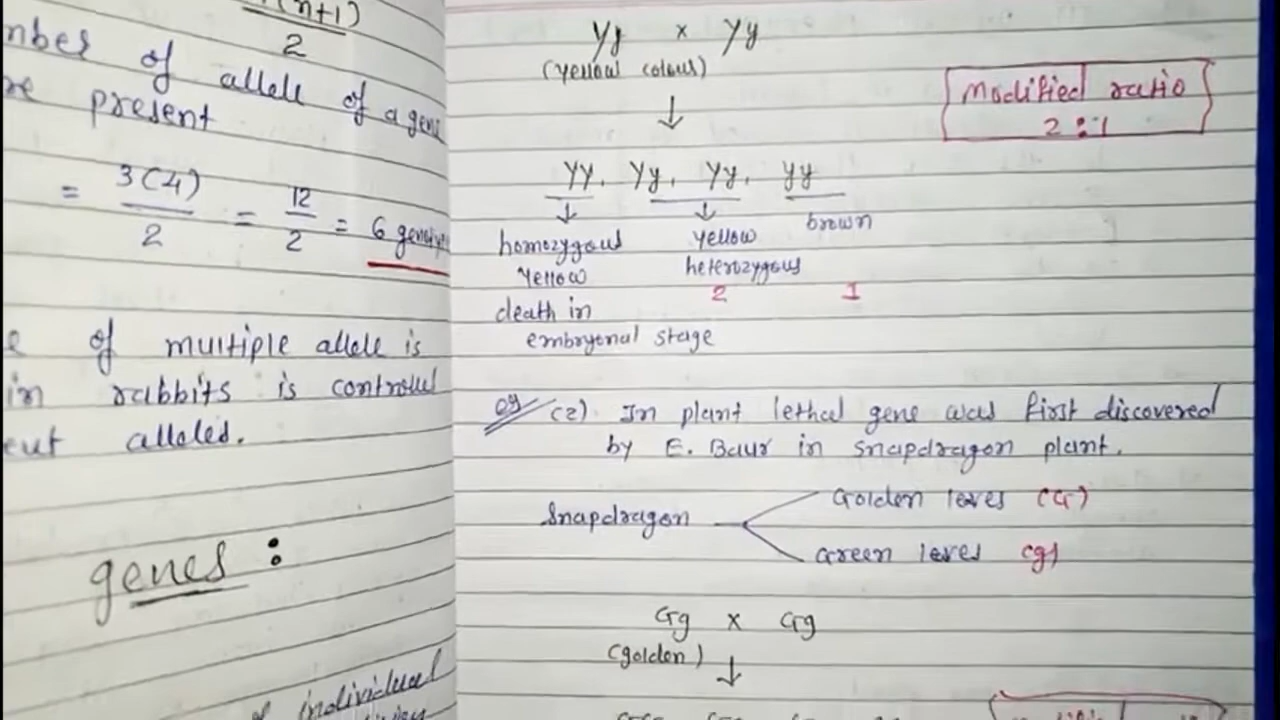 (n+1)
2
of allele of a gene
present
= 3(4) = 12 = 6
2 2
of multiple allele is
in rabbits is controll
alleles.
genes :
individual
Yy x Yy
(yellow colour)
↓
Modified ratio
2 : 1
YY, Yy, Yy, yy
↓ ↓ brown
homozygous yellow
yellow heterozygous
2 1
death in
embryonal stage
eg (2). In plant lethal gene was first discovered
by E. Baur in snapdragon plant.
Golden leves (G)
Snapdragon
Green leves (g)
Gg x Gg
(golden) ↓